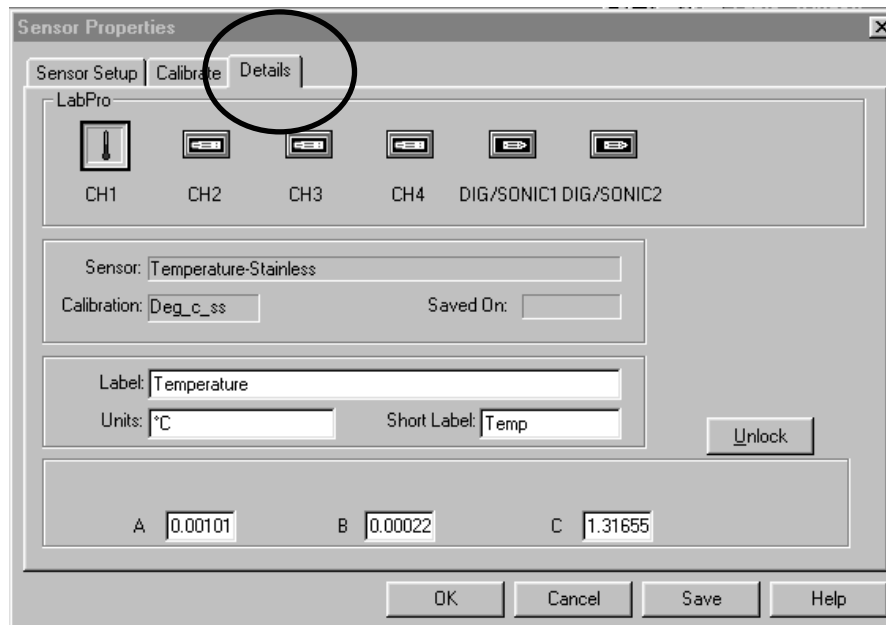 Sensor Properties
Sensor Setup Calibrate Details
LabPro
CH1 CH2 CH3 CH4 DIG/SONIC1 DIG/SONIC2
Sensor: Temperature-Stainless
Calibration: Deg_c_ss Saved On:
Label: Temperature
Units: °C Short Label: Temp
Unlock
A 0.00101 B 0.00022 C 1.31655
OK Cancel Save Help